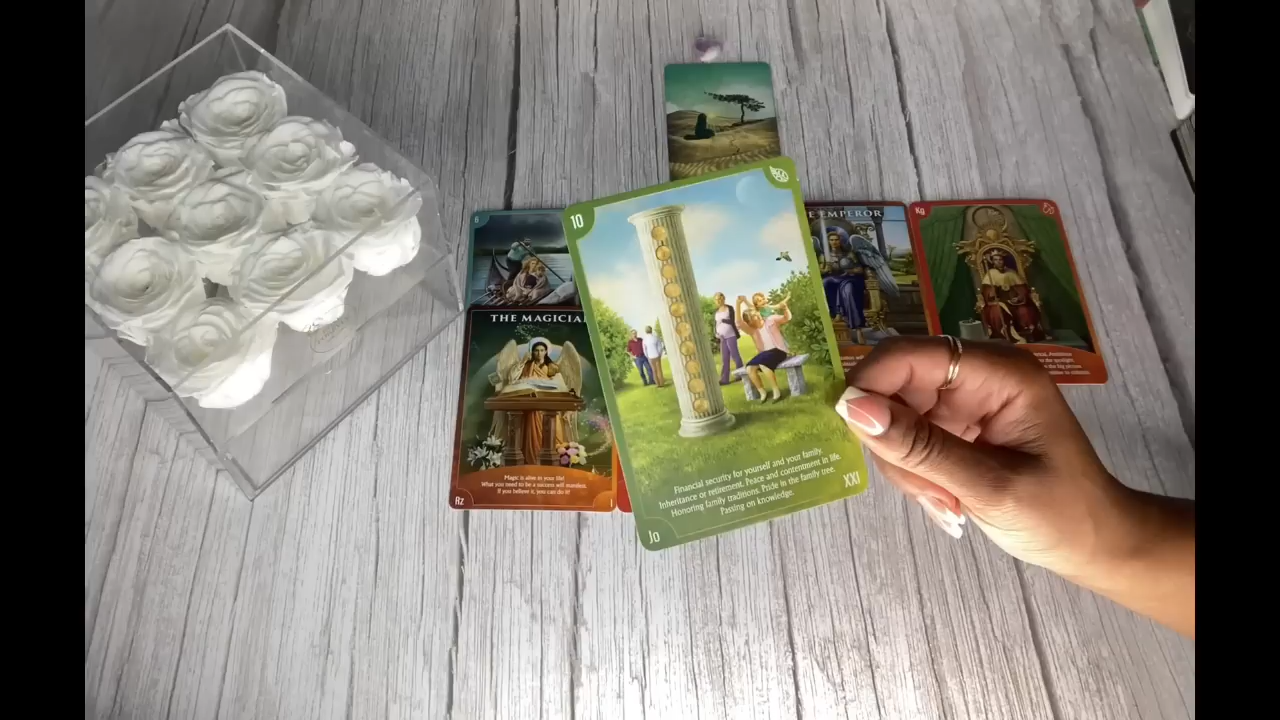 6
THE MAGICIA
Magic is alive in your life!
What you need to be a success will manifest.
If you believe it, you can do it!
Rz
I
10
Financial security for yourself and your family.
Inheritance or retirement. Peace and contentment in life.
Honoring family traditions. Pride in the family tree.
Passing on knowledge.
Jo
XXI
E EMPEROR
Kg